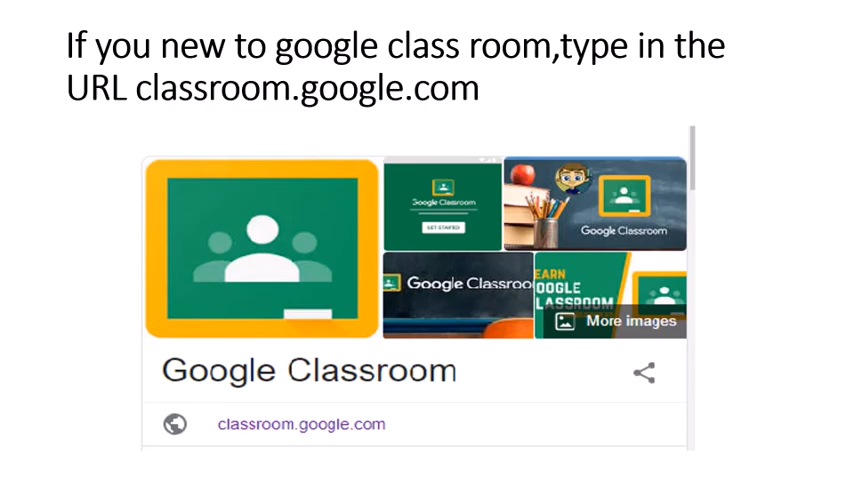 If you new to google class room,type in the
URL classroom.google.com
Google Classroom
GET STARTED
Google Classroom
Google Classroo
EARN
OOGLE
LASSROOM
More images
Google Classroom
classroom.google.com